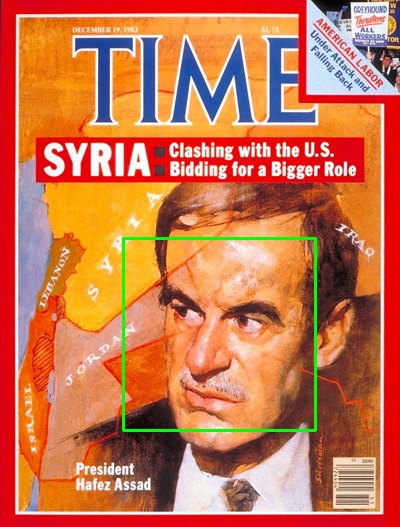 DECEMBER 19, 1983
$1.75
TIME
GREYHOUND
Threatens
ALL
WORKERS
AMERICAN LABOR
Under Attack and
Falling Back
SYRIA
Clashing with the U.S.
Bidding for a Bigger Role
SYRIA
IRAQ
LEBANON
JORDAN
ISRAEL
President
Hafez Assad